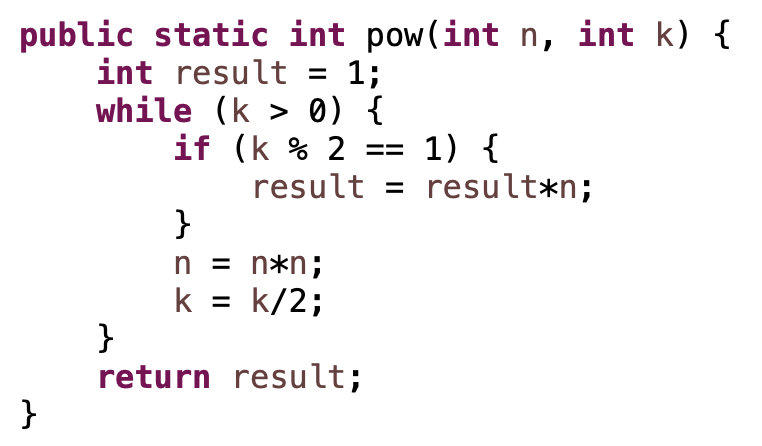 public static int pow(int n, int k) {
    int result = 1;
    while (k > 0) {
        if (k % 2 == 1) {
            result = result*n;
        }
        n = n*n;
        k = k/2;
    }
    return result;
}